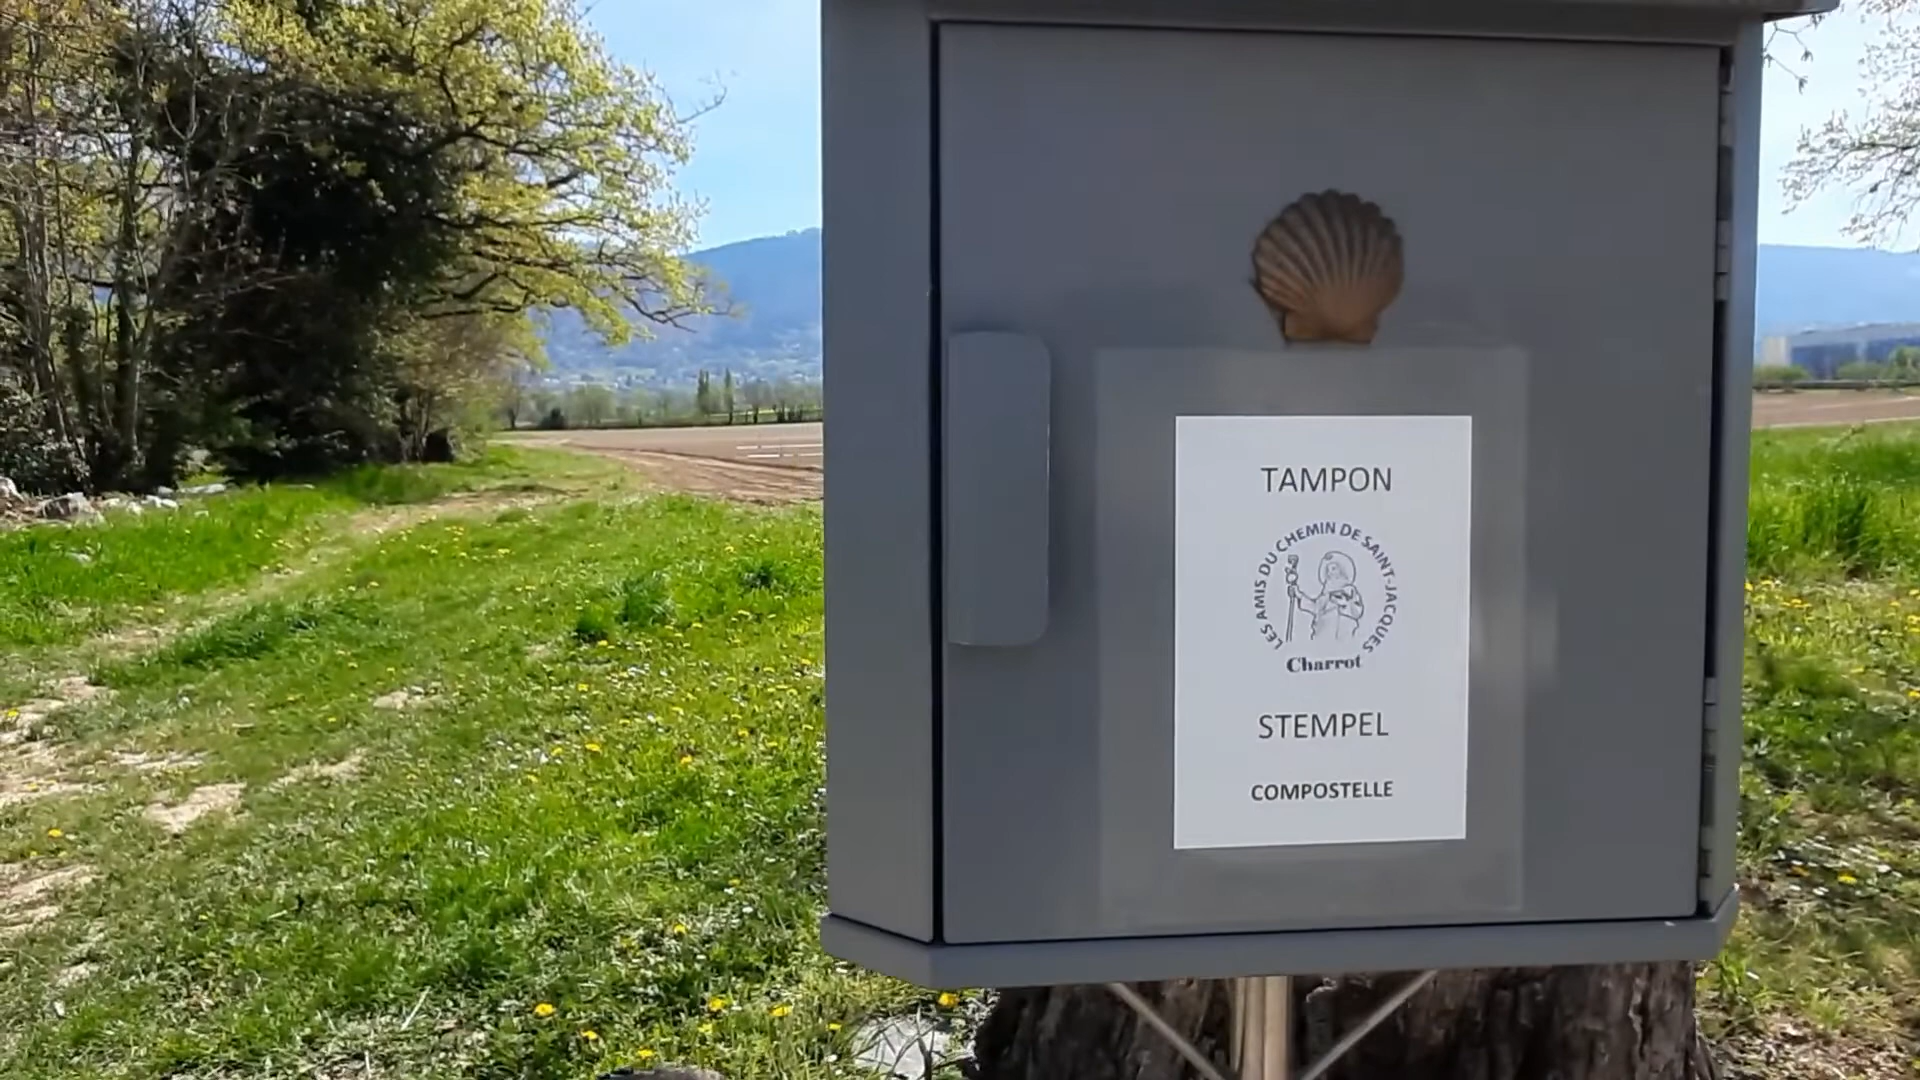 TAMPON
LES AMIS DU CHEMIN DE SAINT-JACQUES
Charrot
STEMPEL
COMPOSTELLE